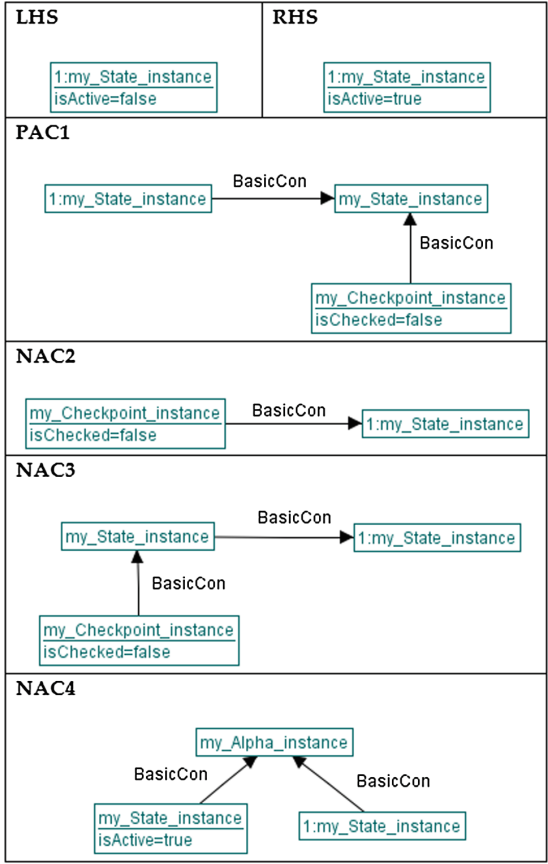 LHS
RHS
1:my_State_instance
isActive=false
1:my_State_instance
isActive=true
PAC1
BasicCon
1:my_State_instance
my_State_instance
BasicCon
my_Checkpoint_instance
isChecked=false
NAC2
my_Checkpoint_instance
isChecked=false
BasicCon
1:my_State_instance
NAC3
BasicCon
my_State_instance
1:my_State_instance
BasicCon
my_Checkpoint_instance
isChecked=false
NAC4
my_Alpha_instance
BasicCon
BasicCon
my_State_instance
isActive=true
1:my_State_instance